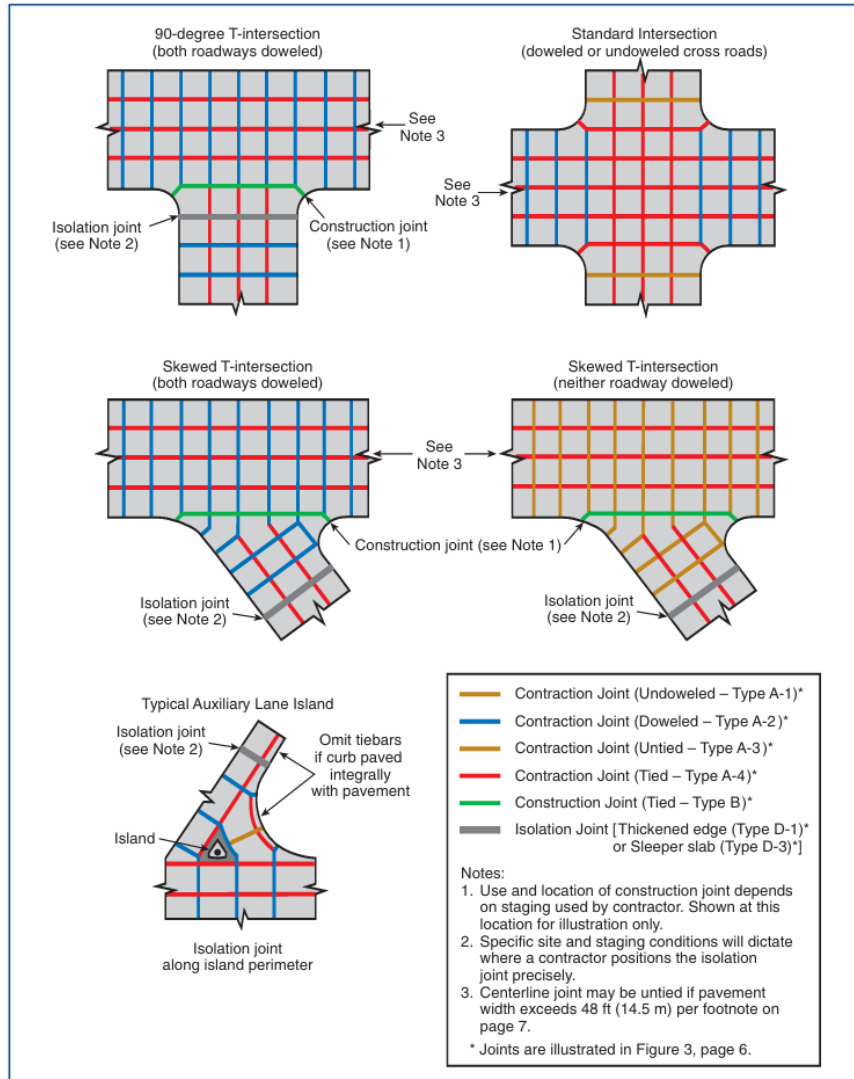 90-degree T-intersection
(both roadways doweled)
Standard Intersection
(doweled or undoweled cross roads)
See
Note 3
See
Note 3
Isolation joint
(see Note 2)
Construction joint
(see Note 1)
Skewed T-intersection
(both roadways doweled)
Skewed T-intersection
(neither roadway doweled)
See
Note 3
Construction joint (see Note 1)
Isolation joint
(see Note 2)
Isolation joint
(see Note 2)
Typical Auxiliary Lane Island
Isolation joint
(see Note 2)
Omit tiebars
if curb paved
integrally
with pavement
Island
Isolation joint
along island perimeter
Contraction Joint (Undoweled – Type A-1)*
Contraction Joint (Doweled – Type A-2)*
Contraction Joint (Untied – Type A-3)*
Contraction Joint (Tied – Type A-4)*
Construction Joint (Tied – Type B)*
Isolation Joint [Thickened edge (Type D-1)*
or Sleeper slab (Type D-3)*]
Notes:
1. Use and location of construction joint depends
on staging used by contractor. Shown at this
location for illustration only.
2. Specific site and staging conditions will dictate
where a contractor positions the isolation
joint precisely.
3. Centerline joint may be untied if pavement
width exceeds 48 ft (14.5 m) per footnote on
page 7.
* Joints are illustrated in Figure 3, page 6.